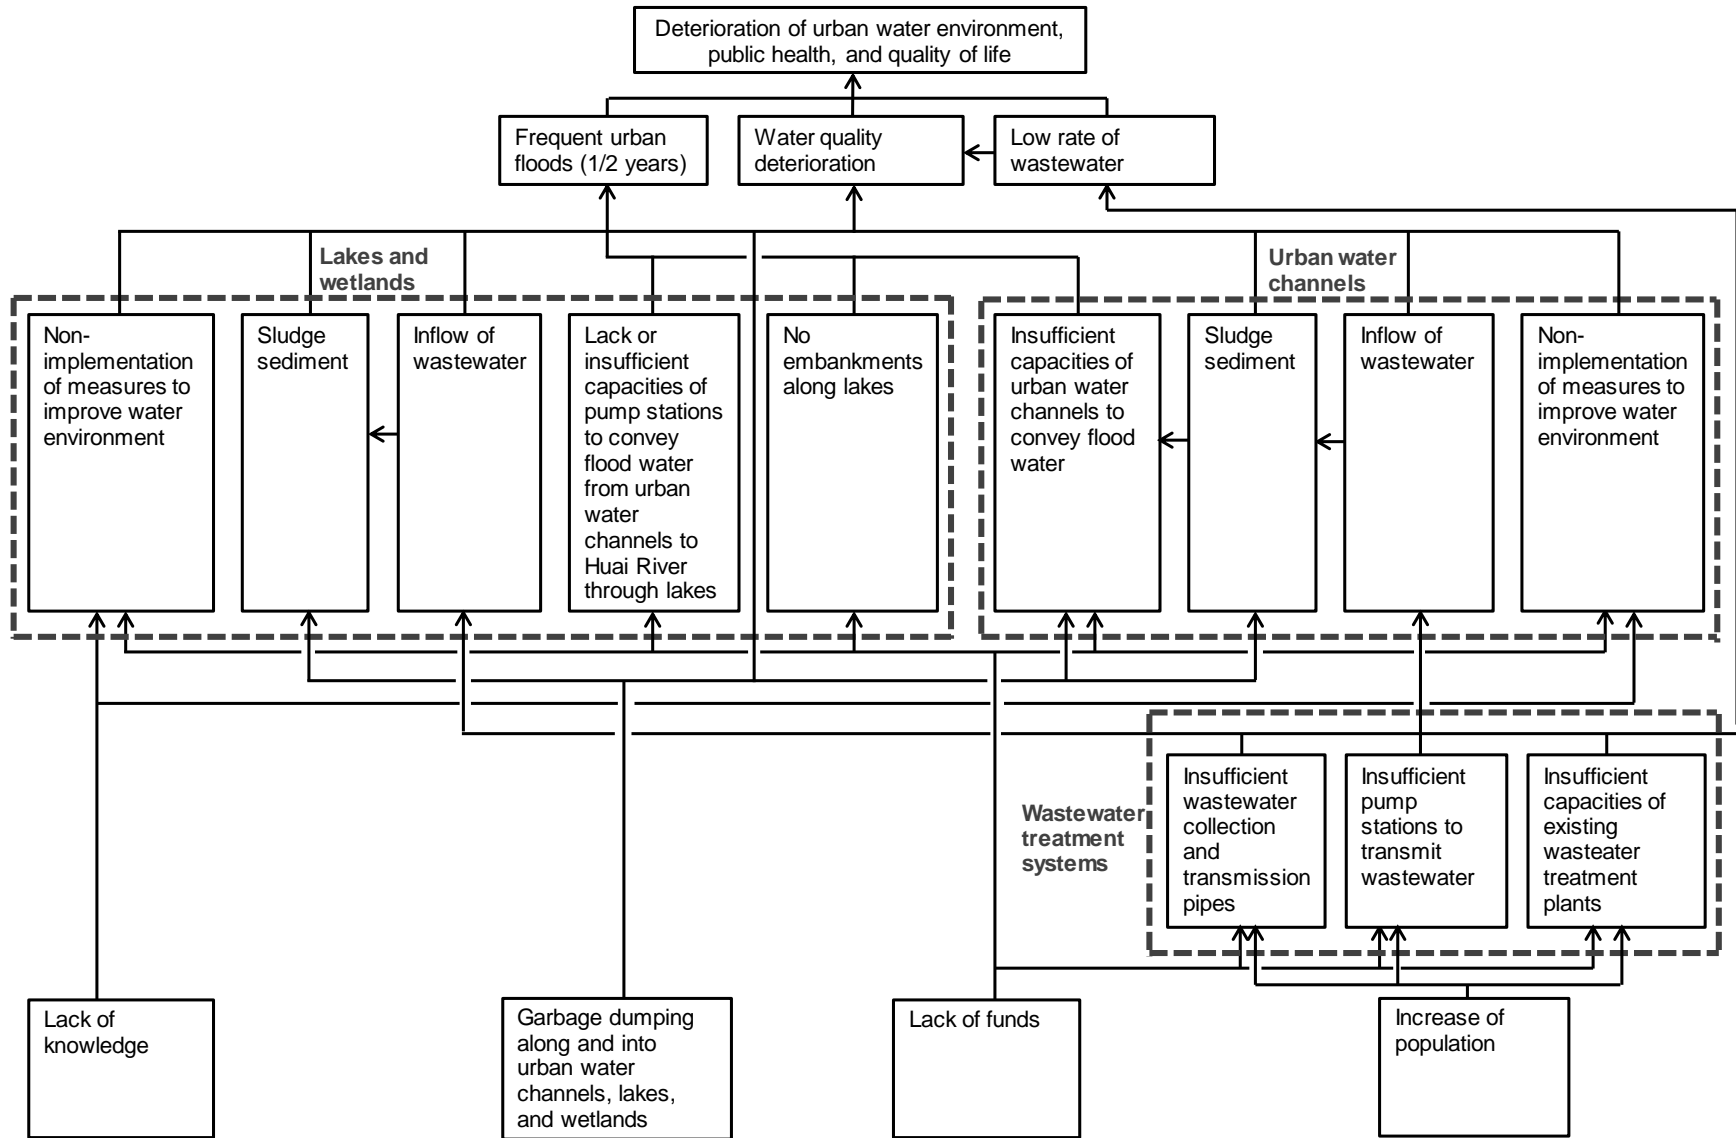 Deterioration of urban water environment,
public health, and quality of life
Frequent urban
floods (1/2 years)
Water quality
deterioration
Low rate of
wastewater
Lakes and
wetlands
Urban water
channels
Non-
implementation
of measures to
improve water
environment
Sludge
sediment
Inflow of
wastewater
Lack or
insufficient
capacities of
pump stations
to convey
flood water
from urban
water
channels to
Huai River
through lakes
No
embankments
along lakes
Insufficient
capacities of
urban water
channels to
convey flood
water
Sludge
sediment
Inflow of
wastewater
Non-
implementation
of measures to
improve water
environment
Wastewater
treatment
systems
Insufficient
wastewater
collection
and
transmission
pipes
Insufficient
pump
stations to
transmit
wastewater
Insufficient
capacities of
existing
wasteater
treatment
plants
Lack of
knowledge
Garbage dumping
along and into
urban water
channels, lakes,
and wetlands
Lack of funds
Increase of
population